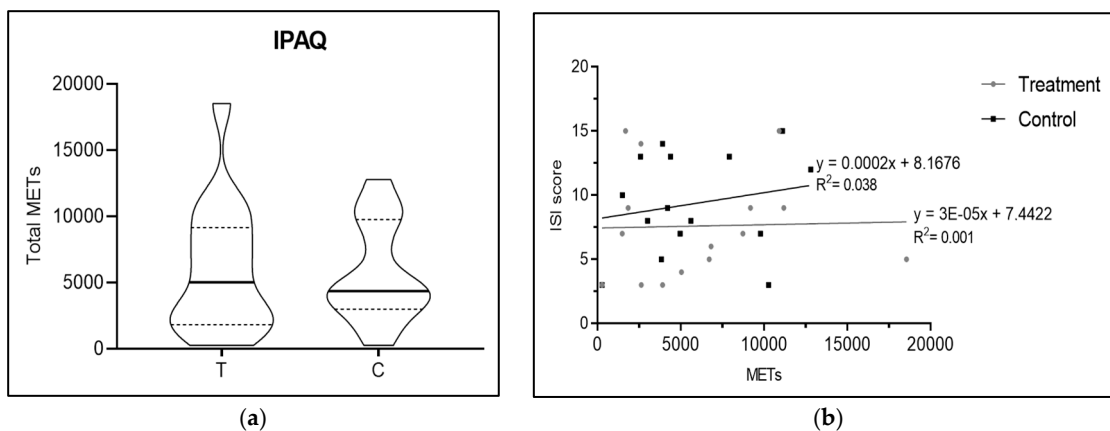 IPAQ
Total METs
20000
15000
10000
5000
0
T
C
(a)
ISI score
20
15
10
5
0
0
5000
10000
15000
20000
METs
Treatment
Control
y = 0.0002x + 8.1676
R²= 0.038
y = 3E-05x + 7.4422
R²= 0.001
(b)